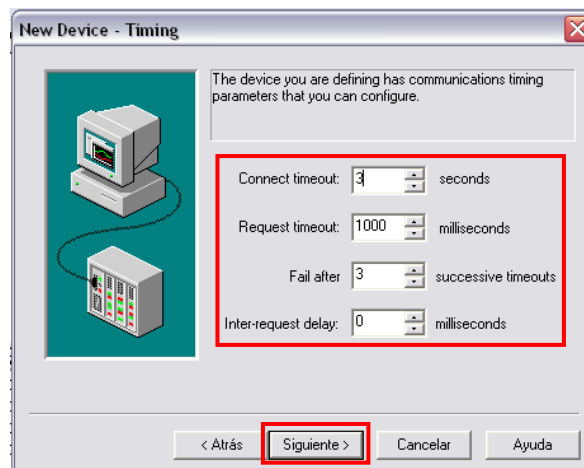 New Device - Timing
The device you are defining has communications timing
parameters that you can configure.
Connect timeout: 3 seconds
Request timeout: 1000 milliseconds
Fail after 3 successive timeouts
Inter-request delay: 0 milliseconds
< Atrás Siguiente > Cancelar Ayuda